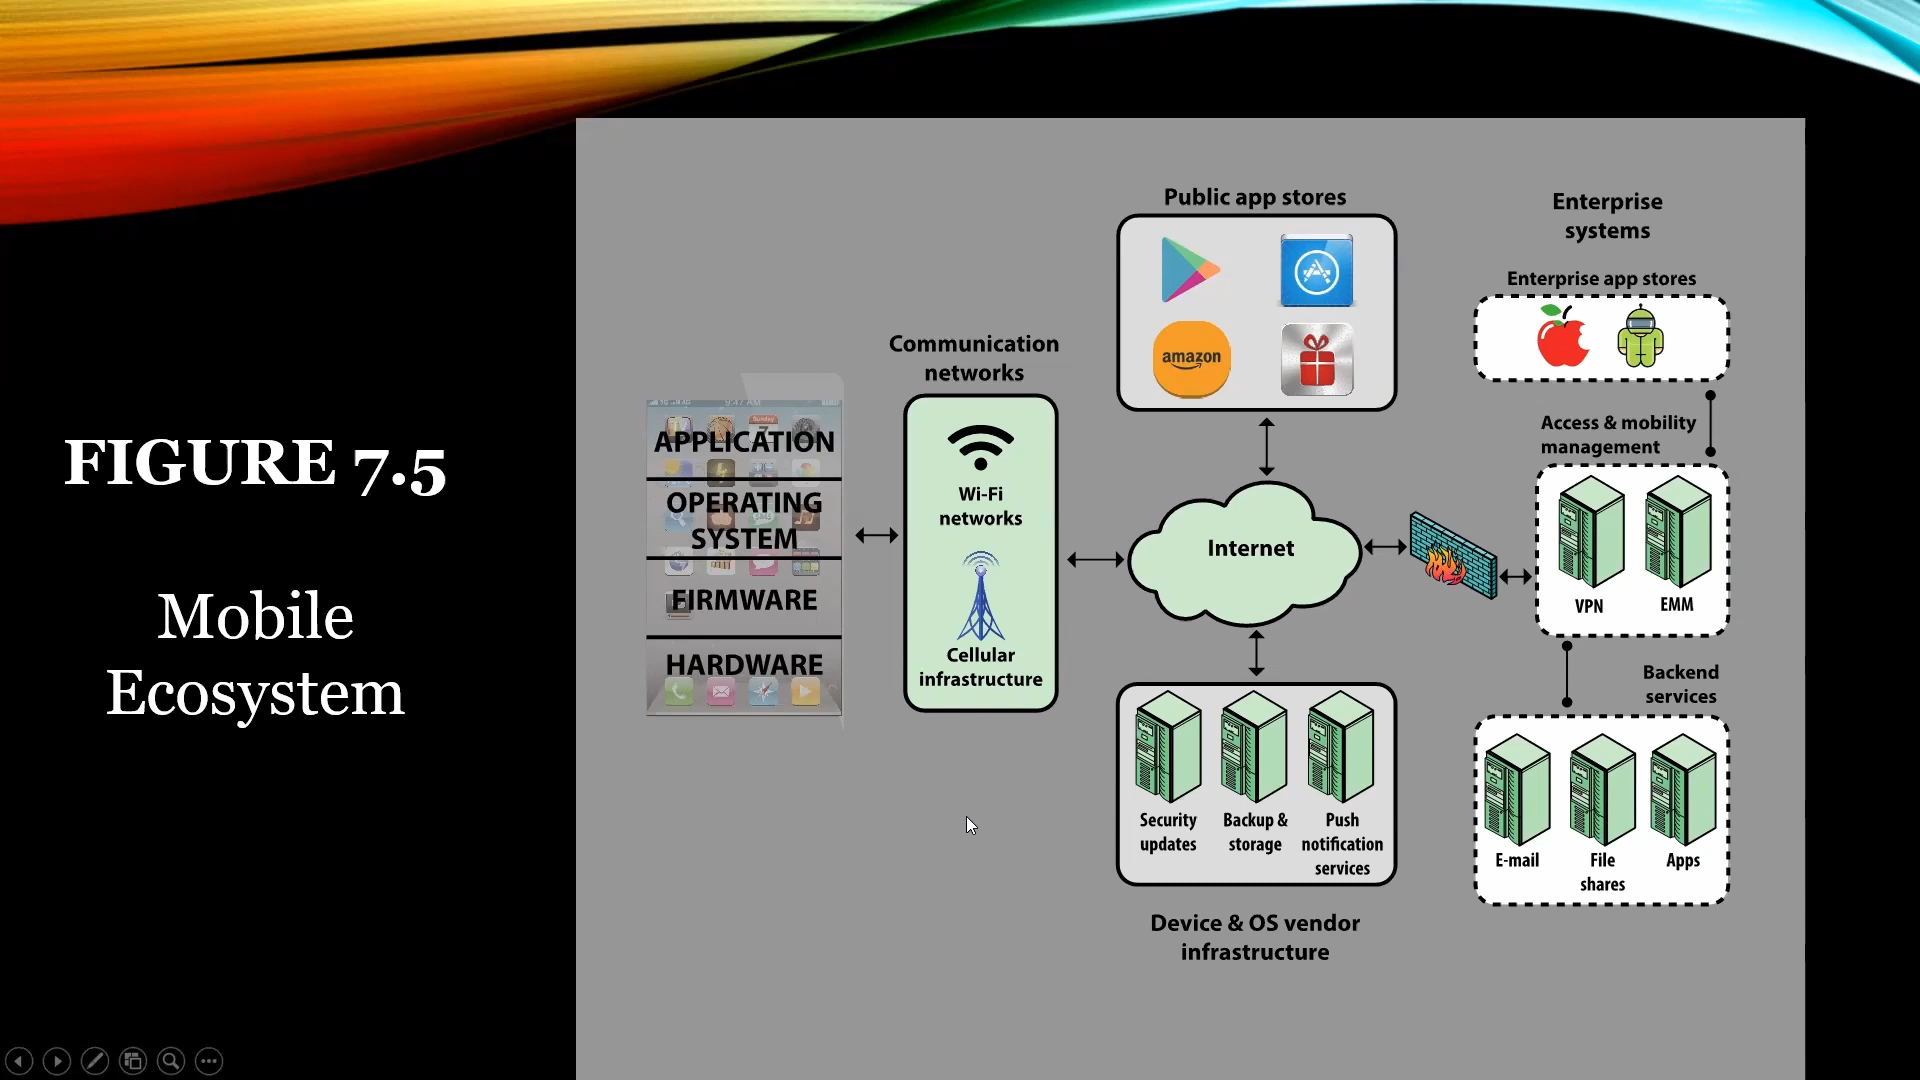 FIGURE 7.5
Mobile
Ecosystem
APPLICATION
OPERATING
SYSTEM
FIRMWARE
HARDWARE
Communication
networks
Wi-Fi
networks
Cellular
infrastructure
Public app stores
amazon
Internet
Security
updates
Backup &
storage
Push
notification
services
Device & OS vendor
infrastructure
Enterprise
systems
Enterprise app stores
Access & mobility
management
VPN
EMM
Backend
services
E-mail
File
shares
Apps